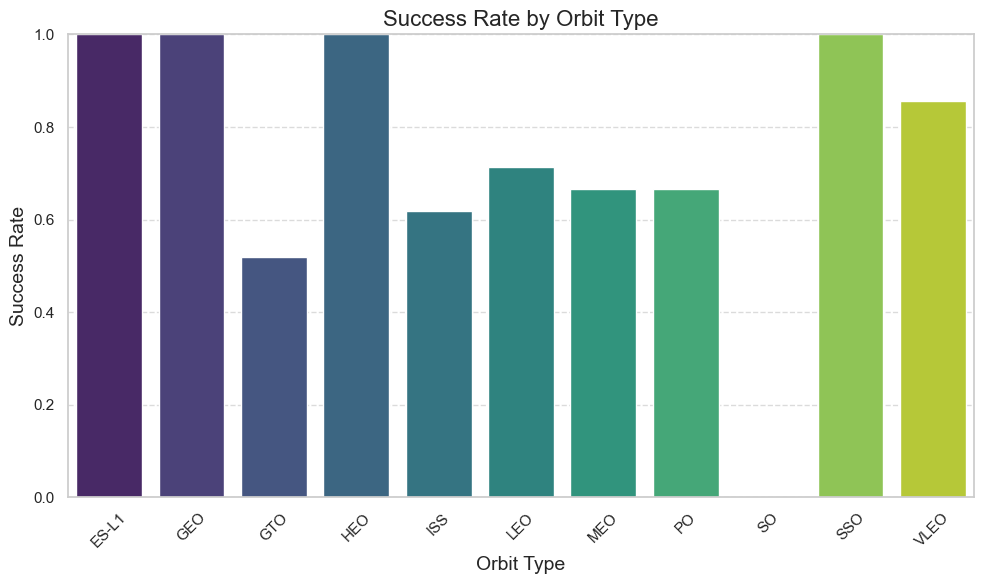 Success Rate by Orbit Type
Success Rate
1.0
0.8
0.6
0.4
0.2
0.0
ES-L1
GEO
GTO
HEO
ISS
LEO
MEO
PO
SO
SSO
VLEO
Orbit Type